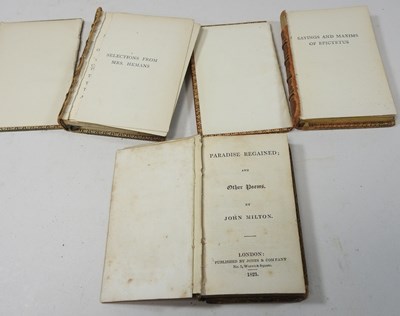 SELECTIONS FROM
MRS. HEMANS
SAYINGS AND MAXIMS
OF EPICTETUS
PARADISE REGAINED;
AND
Other Poems,
BY
JOHN MILTON.
LONDON:
PUBLISHED BY JONES & COMPANY
1825.